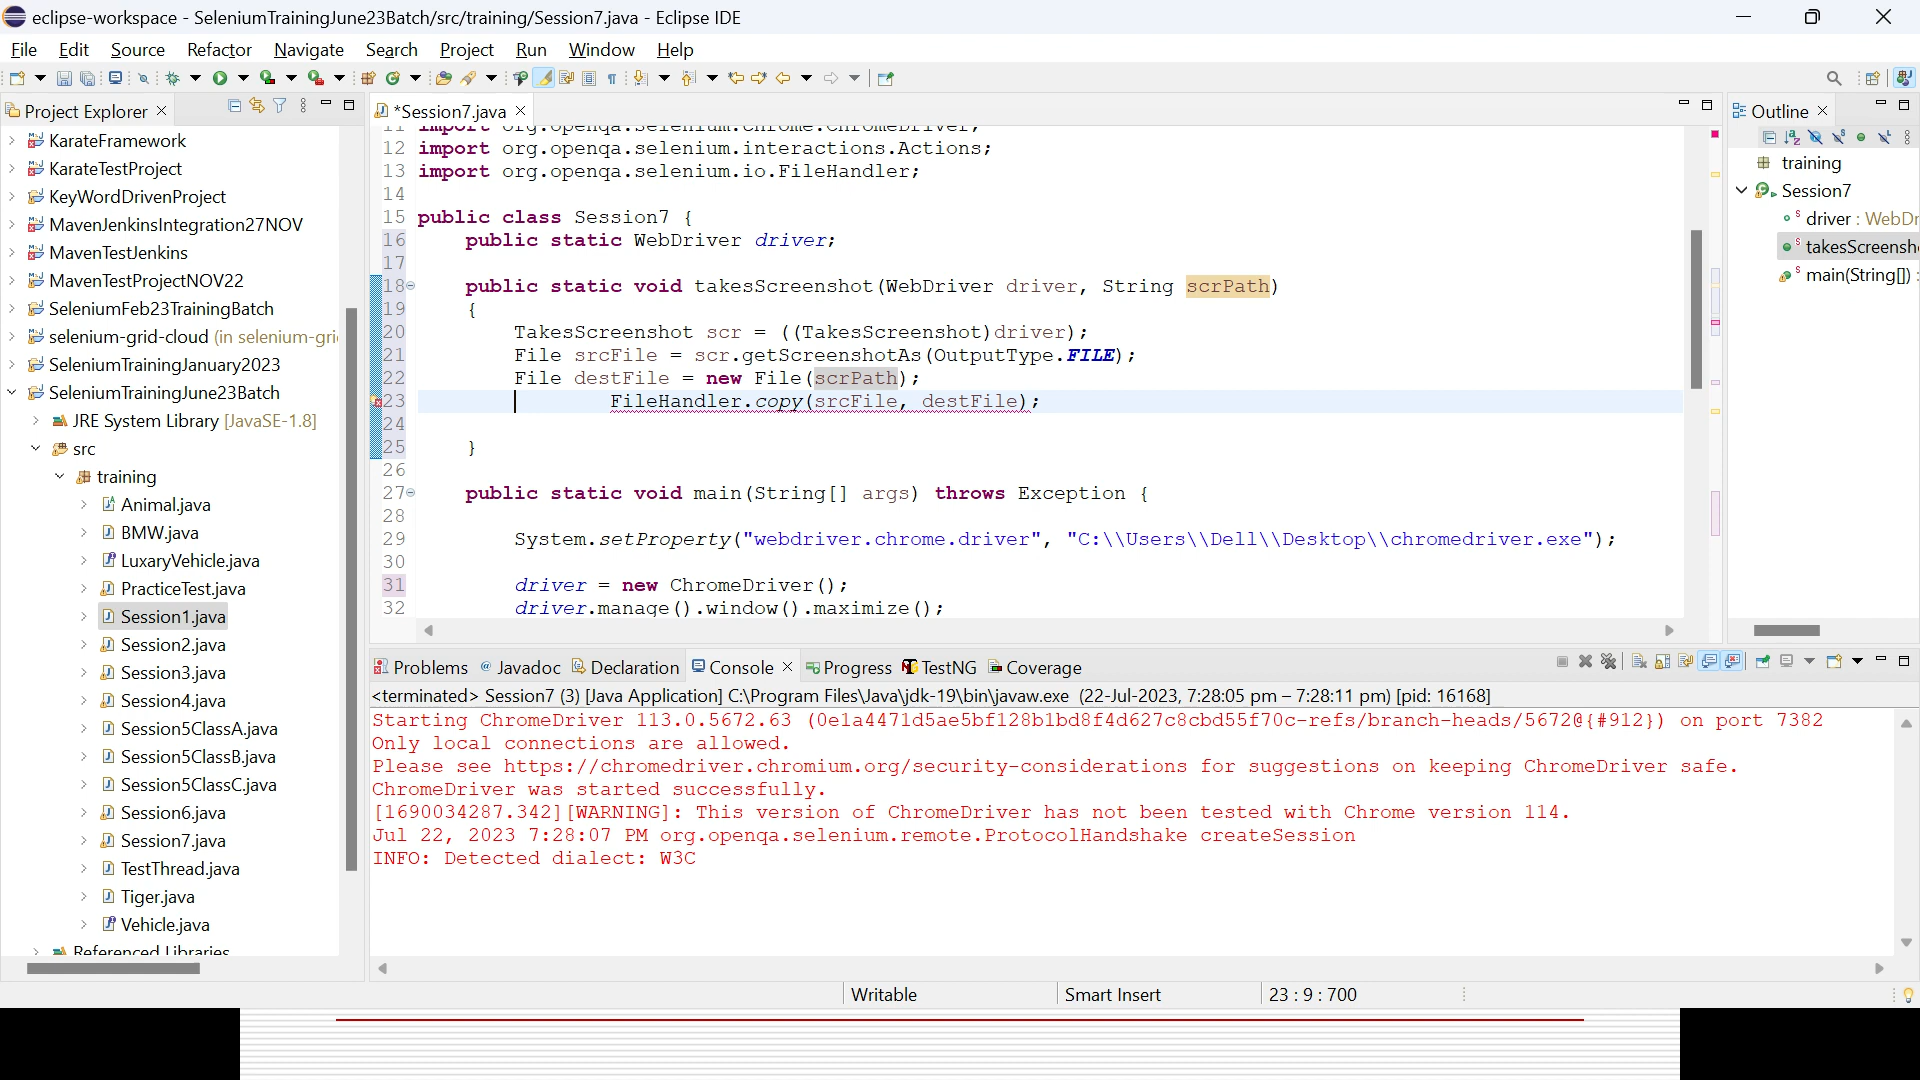 eclipse-workspace - SeleniumTrainingJune23Batch/src/training/Session7.java - Eclipse IDE
File Edit Source Refactor Navigate Search Project Run Window Help
Project Explorer
KarateFramework
KarateTestProject
KeyWordDrivenProject
MavenJenkinsIntegration27NOV
MavenTestJenkins
MavenTestProjectNOV22
SeleniumFeb23TrainingBatch
selenium-grid-cloud (in selenium-gri
SeleniumTrainingJanuary2023
SeleniumTrainingJune23Batch
JRE System Library [JavaSE-1.8]
src
training
Animal.java
BMW.java
LuxaryVehicle.java
PracticeTest.java
Session1.java
Session2.java
Session3.java
Session4.java
Session5ClassA.java
Session5ClassB.java
Session5ClassC.java
Session6.java
Session7.java
TestThread.java
Tiger.java
Vehicle.java
Referenced Libraries
*Session7.java
11 import org.openqa.selenium.chrome.ChromeDriver;
12 import org.openqa.selenium.interactions.Actions;
13 import org.openqa.selenium.io.FileHandler;
14
15 public class Session7 {
16 public static WebDriver driver;
17
18 public static void takesScreenshot(WebDriver driver, String scrPath)
19 {
20 TakesScreenshot scr = ((TakesScreenshot)driver);
21 File srcFile = scr.getScreenshotAs(OutputType.FILE);
22 File destFile = new File(scrPath);
23 FileHandler.copy(srcFile, destFile);
24
25 }
26
27 public static void main(String[] args) throws Exception {
28
29 System.setProperty("webdriver.chrome.driver", "C:\\Users\\Dell\\Desktop\\chromedriver.exe");
30
31 driver = new ChromeDriver();
32 driver.manage().window().maximize();
Outline
training
Session7
driver : WebDr
takesScreensh
main(String[]) :
Problems @ Javadoc Declaration Console Progress TestNG Coverage
<terminated> Session7 (3) [Java Application] C:\Program Files\Java\jdk-19\bin\javaw.exe (22-Jul-2023, 7:28:05 pm – 7:28:11 pm) [pid: 16168]
Starting ChromeDriver 113.0.5672.63 (0e1a4471d5ae5bf128b1bd8f4d627c8cbd55f70c-refs/branch-heads/5672@{#912}) on port 7382
Only local connections are allowed.
Please see https://chromedriver.chromium.org/security-considerations for suggestions on keeping ChromeDriver safe.
ChromeDriver was started successfully.
[1690034287.342][WARNING]: This version of ChromeDriver has not been tested with Chrome version 114.
Jul 22, 2023 7:28:07 PM org.openqa.selenium.remote.ProtocolHandshake createSession
INFO: Detected dialect: W3C
Writable Smart Insert 23 : 9 : 700